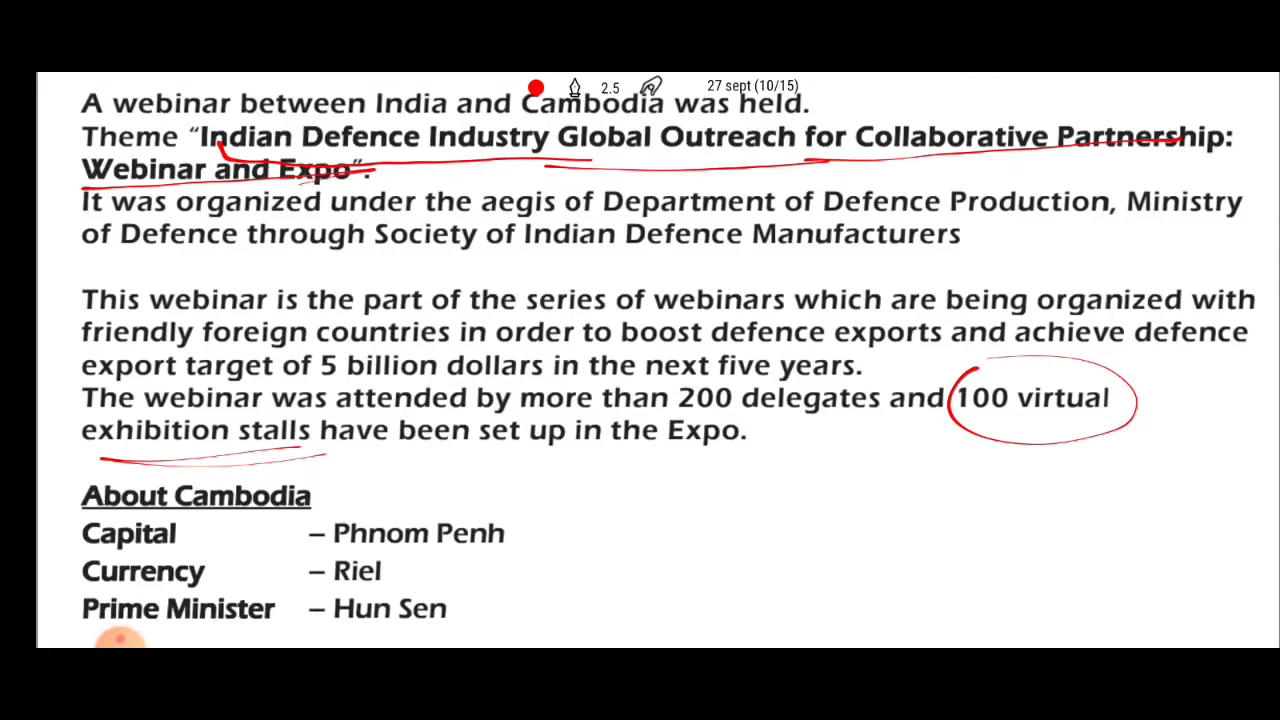 2.5 27 sept (10/15)
A webinar between India and Cambodia was held.
Theme “Indian Defence Industry Global Outreach for Collaborative Partnership:
Webinar and Expo”.
It was organized under the aegis of Department of Defence Production, Ministry
of Defence through Society of Indian Defence Manufacturers
This webinar is the part of the series of webinars which are being organized with
friendly foreign countries in order to boost defence exports and achieve defence
export target of 5 billion dollars in the next five years.
The webinar was attended by more than 200 delegates and 100 virtual
exhibition stalls have been set up in the Expo.
About Cambodia
Capital – Phnom Penh
Currency – Riel
Prime Minister – Hun Sen